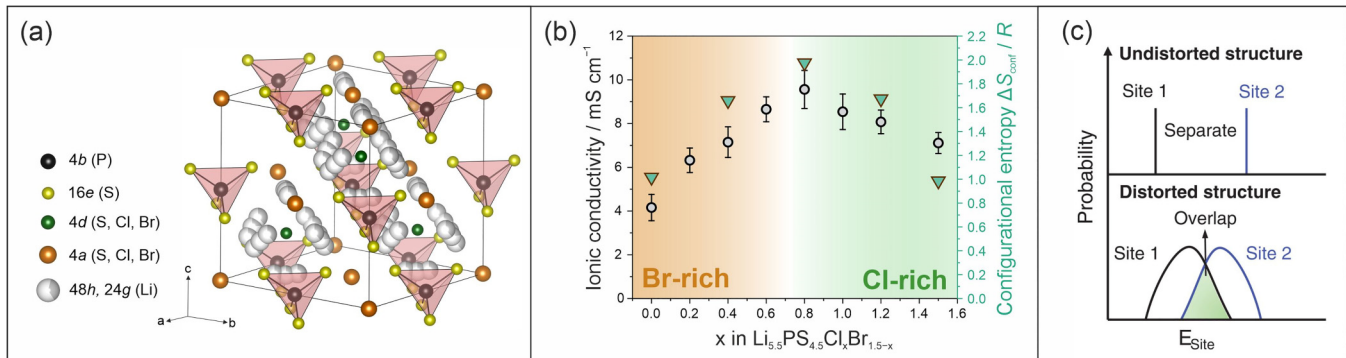 (a)
4b (P)
16e (S)
4d (S, Cl, Br)
4a (S, Cl, Br)
48h, 24g (Li)
c
a
b
(b)
Ionic conductivity / mS cm⁻¹
12
10
8
6
4
2
0
Br-rich
Cl-rich
2.2
2.0
1.8
1.6
1.4
1.2
1.0
0.8
0.6
0.4
0.2
0.0
Configurational entropy ΔS_conf / R
0.0 0.2 0.4 0.6 0.8 1.0 1.2 1.4 1.6
x in Li₅.₅PS₄.₅ClₓBr₁.₅₋ₓ
(c)
Probability
Undistorted structure
Site 1
Site 2
Separate
Distorted structure
Overlap
Site 1
Site 2
E_Site